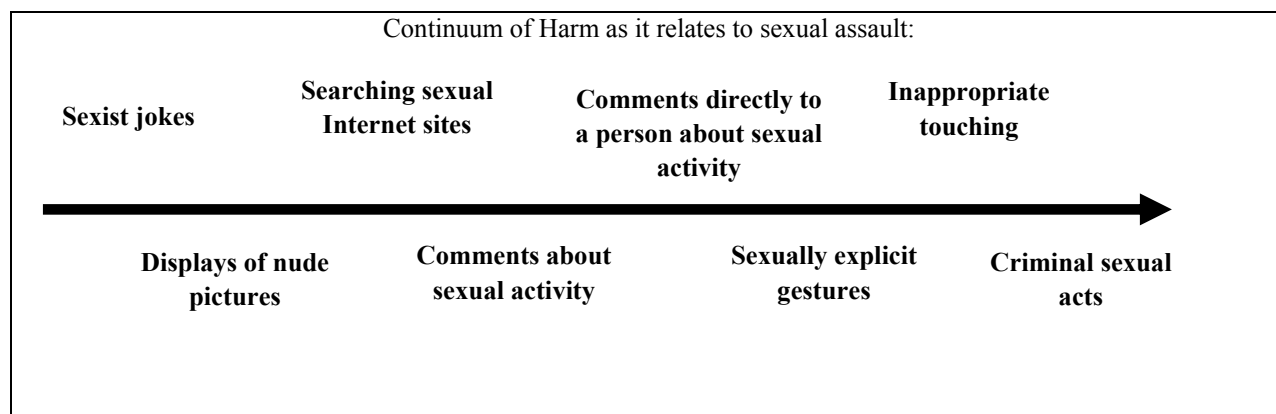 Continuum of Harm as it relates to sexual assault:
Sexist jokes
Searching sexual
Internet sites
Comments directly to
a person about sexual
activity
Inappropriate
touching
Displays of nude
pictures
Comments about
sexual activity
Sexually explicit
gestures
Criminal sexual
acts